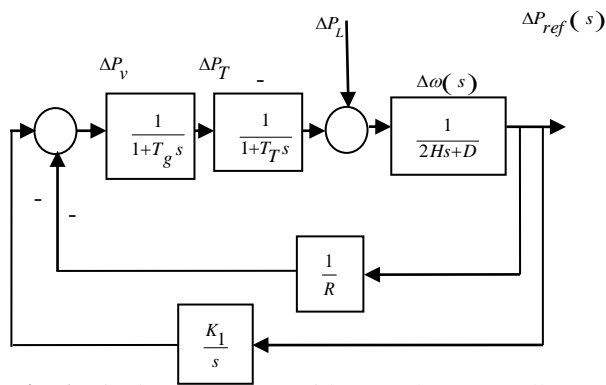 ΔP_ref(s)
ΔP_L
ΔP_v
ΔP_T
-
Δω(s)
1/(1+T_g s)
1/(1+T_T s)
1/(2Hs+D)
-
-
1/R
K_1/s